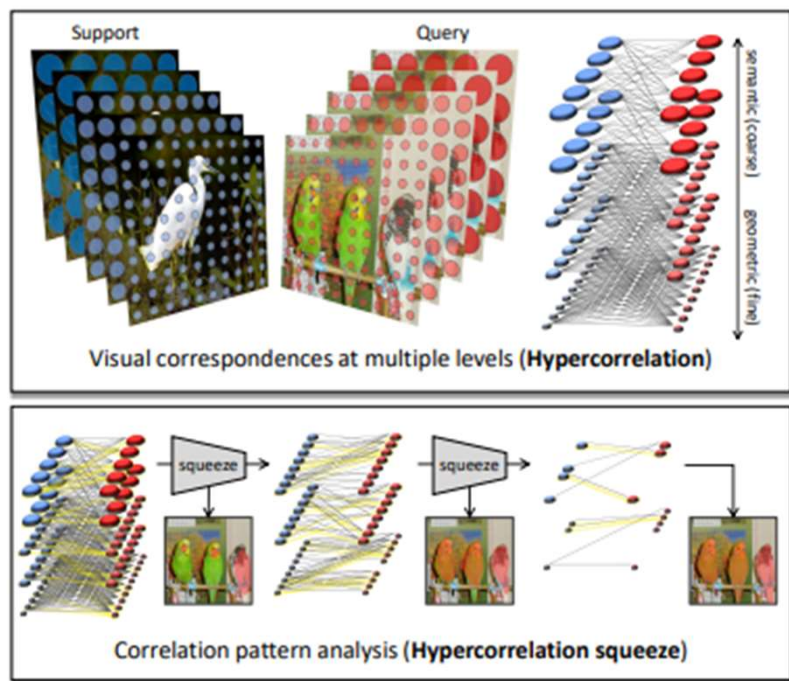 Support
Query
semantic (coarse)
geometric (fine)
Visual correspondences at multiple levels (Hypercorrelation)
squeeze
squeeze
Correlation pattern analysis (Hypercorrelation squeeze)